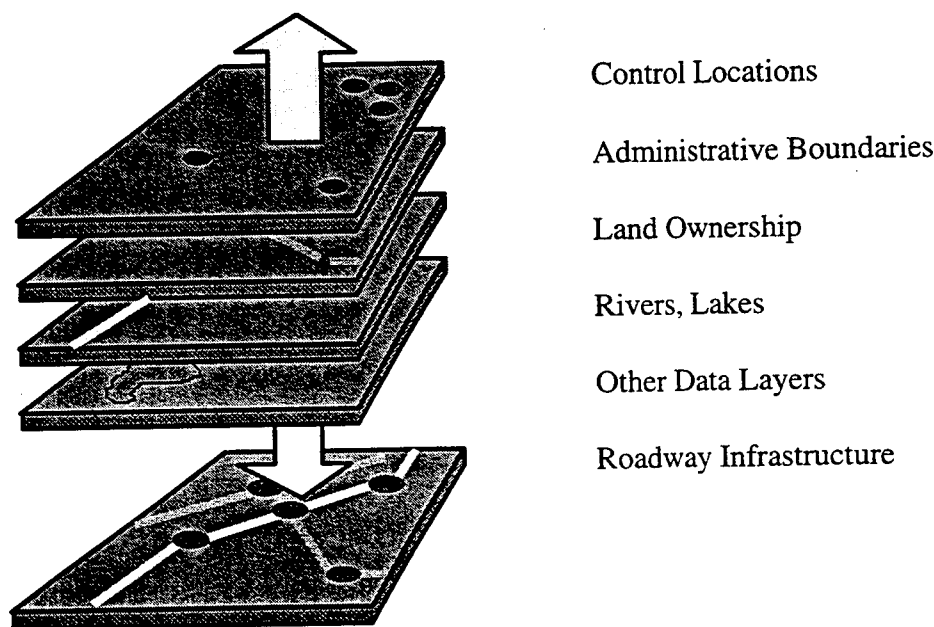 Control Locations
Administrative Boundaries
Land Ownership
Rivers, Lakes
Other Data Layers
Roadway Infrastructure